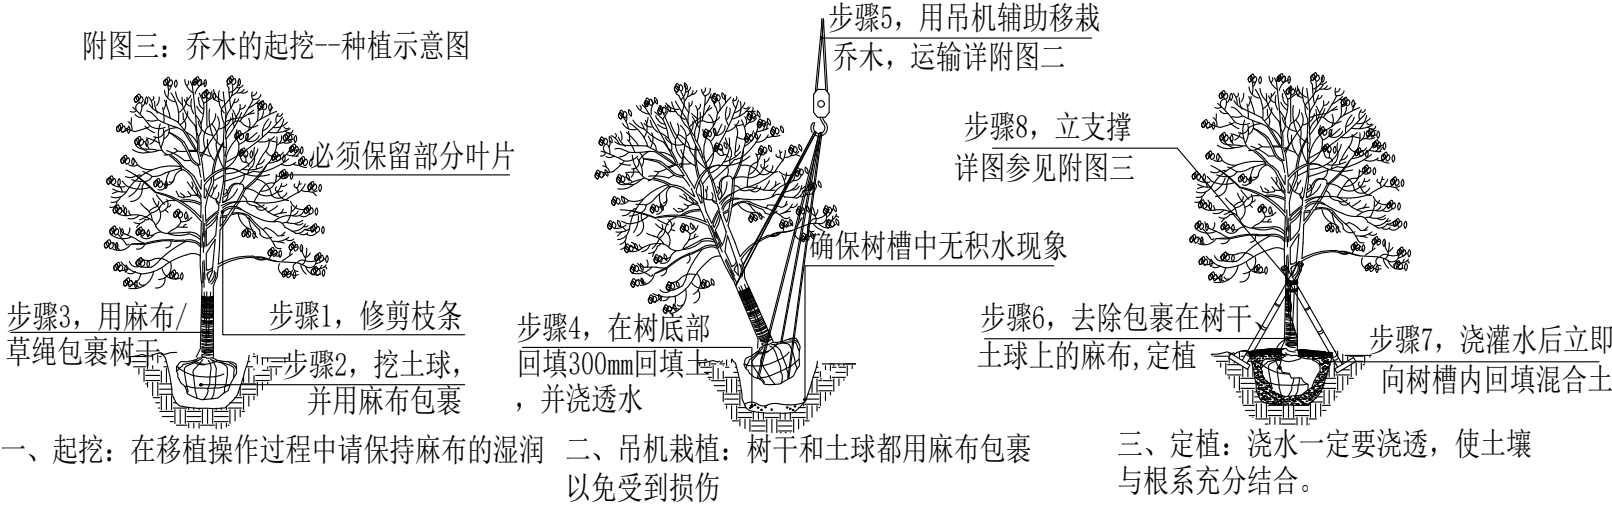 附图三：乔木的起挖--种植示意图
必须保留部分叶片
步骤3，用麻布/
草绳包裹树干
步骤1，修剪枝条
步骤2，挖土球，
并用麻布包裹
一、起挖：在移植操作过程中请保持麻布的湿润
步骤5，用吊机辅助移栽
乔木，运输详附图二
确保树槽中无积水现象
步骤4，在树底部
回填300mm回填土
，并浇透水
二、吊机栽植：树干和土球都用麻布包裹
以免受到损伤
步骤8，立支撑
详图参见附图三
步骤6，去除包裹在树干、
土球上的麻布,定植
步骤7，浇灌水后立即
向树槽内回填混合土
三、定植：浇水一定要浇透，使土壤
与根系充分结合。